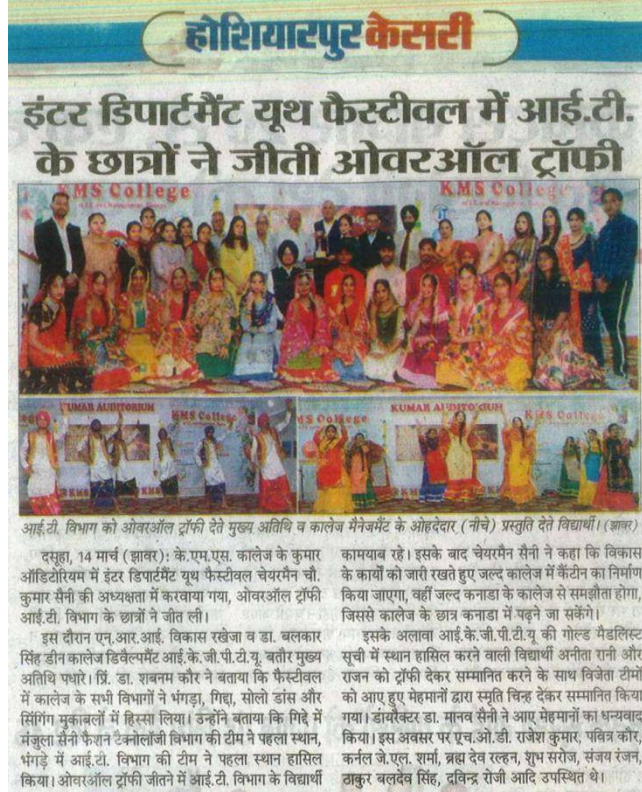 होशियारपुर केसरी
इंटर डिपार्टमैंट यूथ फैस्टीवल में आई.टी.
के छात्रों ने जीती ओवरऑल ट्रॉफी
KMS College
KMS College
KUMAR AUDITORIUM
KMS College
KMS College
KUMAR AUDITORIUM
KMS College
आई.टी. विभाग को ओवरऑल ट्रॉफी देते मुख्य अतिथि व कालेज मैनेजमैंट के ओहदेदार (नीचे) प्रस्तुति देते विद्यार्थी। (झावर)
दसूहा, 14 मार्च (झावर): के.एम.एस. कालेज के कुमार
ऑडिटोरियम में इंटर डिपार्टमैंट यूथ फैस्टीवल चेयरमैन चौ.
कुमार सैनी की अध्यक्षता में करवाया गया, ओवरऑल ट्रॉफी
आई.टी. विभाग के छात्रों ने जीत ली।
इस दौरान एन.आर.आई. विकास रखेजा व डा. बलकार
सिंह डीन कालेज डिवैल्पमैंट आई.के.जी.पी.टी.यू. बतौर मुख्य
अतिथि पधारे। प्रिं. डा. शबनम कौर ने बताया कि फैस्टीवल
में कालेज के सभी विभागों ने भंगड़ा, गिद्दा, सोलो डांस और
सिंगिंग मुकाबलों में हिस्सा लिया। उन्होंने बताया कि गिद्दे में
मंजुला सैनी फैशन टैक्नोलॉजी विभाग की टीम ने पहला स्थान,
भंगड़े में आई.टी. विभाग की टीम ने पहला स्थान हासिल
किया। ओवरऑल ट्रॉफी जीतने में आई.टी. विभाग के विद्यार्थी
कामयाब रहे। इसके बाद चेयरमैन सैनी ने कहा कि विकास
के कार्यों को जारी रखते हुए जल्द कालेज में कैंटीन का निर्माण
किया जाएगा, वहीं जल्द कनाडा के कालेज से समझौता होगा,
जिससे कालेज के छात्र कनाडा में पढ़ने जा सकेंगे।
इसके अलावा आई.के.जी.पी.टी.यू. की गोल्ड मैडलिस्ट
सूची में स्थान हासिल करने वाली विद्यार्थी अनीता रानी और
राजन को ट्रॉफी देकर सम्मानित करने के साथ विजेता टीमों
को आए हुए मेहमानों द्वारा स्मृति चिन्ह देकर सम्मानित किया
गया। डायरैक्टर डा. मानव सैनी ने आए मेहमानों का धन्यवाद
किया। इस अवसर पर एच.ओ.डी. राजेश कुमार, पवित्र कौर,
कर्नल जे.एल. शर्मा, ब्रह्म देव रल्हन, शुभ सरोज, संजय रंजन,
ठाकुर बलदेव सिंह, दविन्द्र रोजी आदि उपस्थित थे।